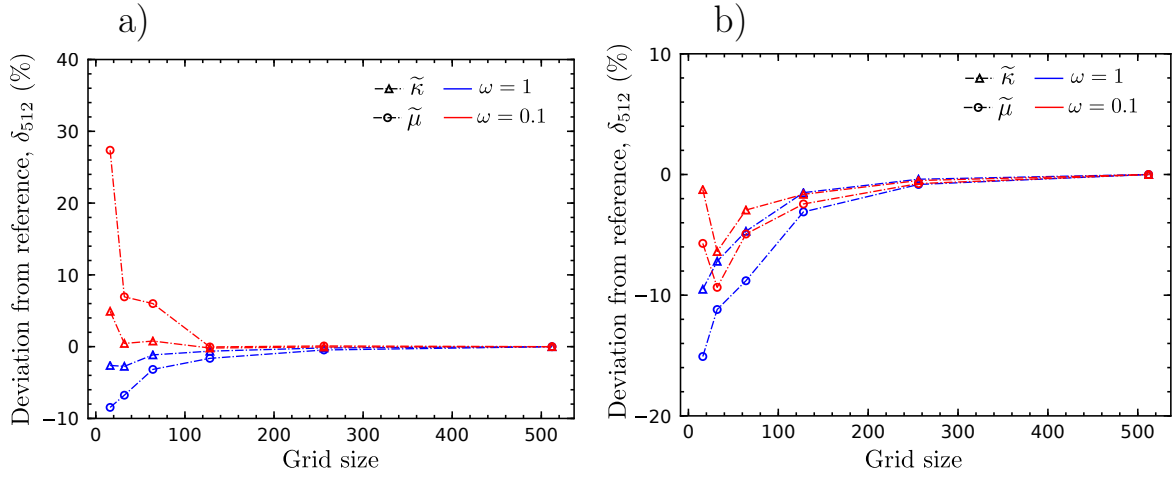 a)
Deviation from reference, δ₅₁₂ (%)
40
30
20
10
0
−10
0
100
200
300
400
500
Grid size
κ̃
ω = 1
μ̃
ω = 0.1
b)
Deviation from reference, δ₅₁₂ (%)
10
0
−10
−20
0
100
200
300
400
500
Grid size
κ̃
ω = 1
μ̃
ω = 0.1